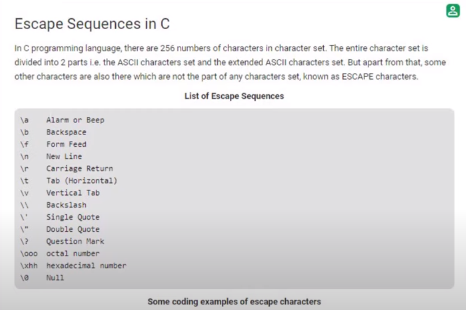 Escape Sequences in C
In C programming language, there are 256 numbers of characters in character set. The entire character set is
divided into 2 parts i.e. the ASCII characters set and the extended ASCII characters set. But apart from that, some
other characters are also there which are not the part of any characters set, known as ESCAPE characters.
List of Escape Sequences
\a Alarm or Beep
\b Backspace
\f Form Feed
\n New Line
\r Carriage Return
\t Tab (Horizontal)
\v Vertical Tab
\\ Backslash
\' Single Quote
\" Double Quote
\? Question Mark
\ooo octal number
\xhh hexadecimal number
\0 Null
Some coding examples of escape characters